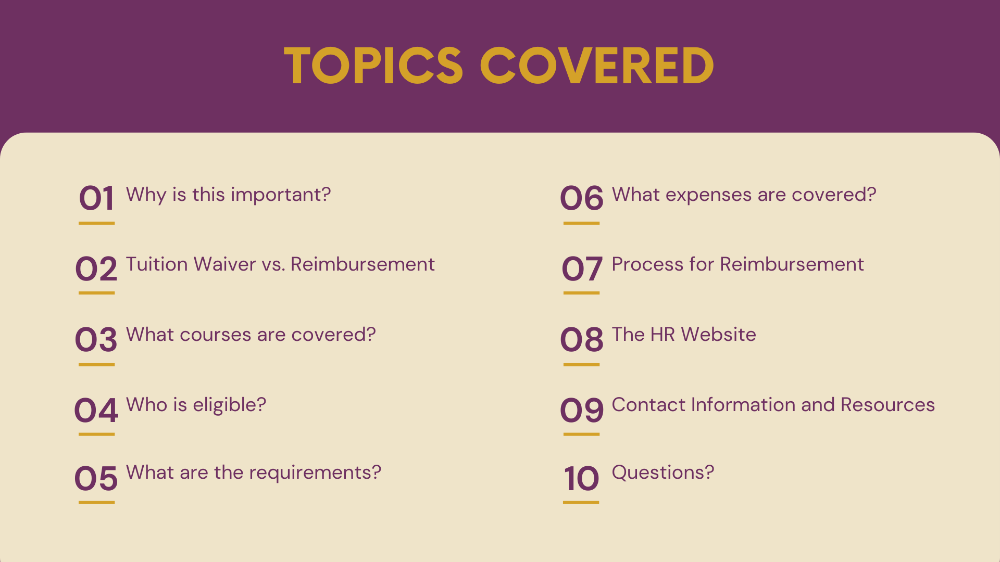 TOPICS COVERED
01 Why is this important?
02 Tuition Waiver vs. Reimbursement
03 What courses are covered?
04 Who is eligible?
05 What are the requirements?
06 What expenses are covered?
07 Process for Reimbursement
08 The HR Website
09 Contact Information and Resources
10 Questions?